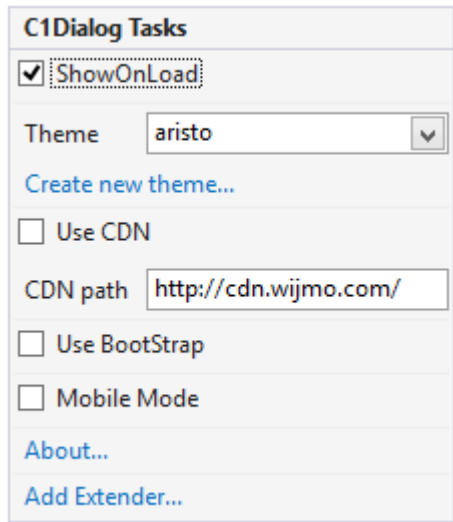 C1Dialog Tasks
ShowOnLoad
Theme aristo
Create new theme...
Use CDN
CDN path http://cdn.wijmo.com/
Use BootStrap
Mobile Mode
About...
Add Extender...